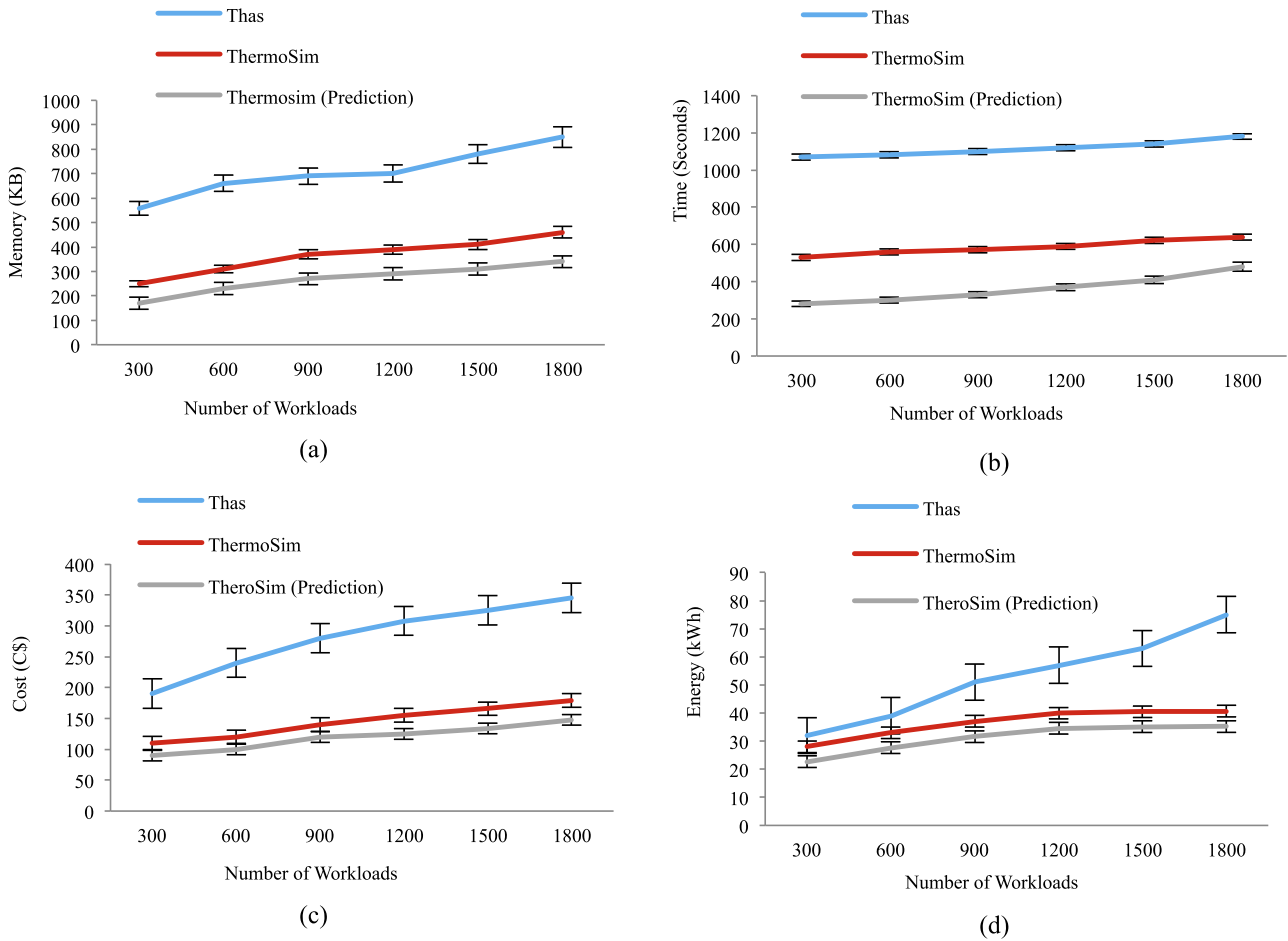 Thas
ThermoSim
Thermosim (Prediction)
Memory (KB)
1000
900
800
700
600
500
400
300
200
100
0
300 600 900 1200 1500 1800
Number of Workloads
(a)
Thas
ThermoSim
ThermoSim (Prediction)
Time (Seconds)
1400
1200
1000
800
600
400
200
0
300 600 900 1200 1500 1800
Number of Workloads
(b)
Thas
ThermoSim
TheroSim (Prediction)
Cost (C$)
400
350
300
250
200
150
100
50
0
300 600 900 1200 1500 1800
Number of Workloads
(c)
Thas
ThermoSim
TheroSim (Prediction)
Energy (kWh)
90
80
70
60
50
40
30
20
10
0
300 600 900 1200 1500 1800
Number of Workloads
(d)